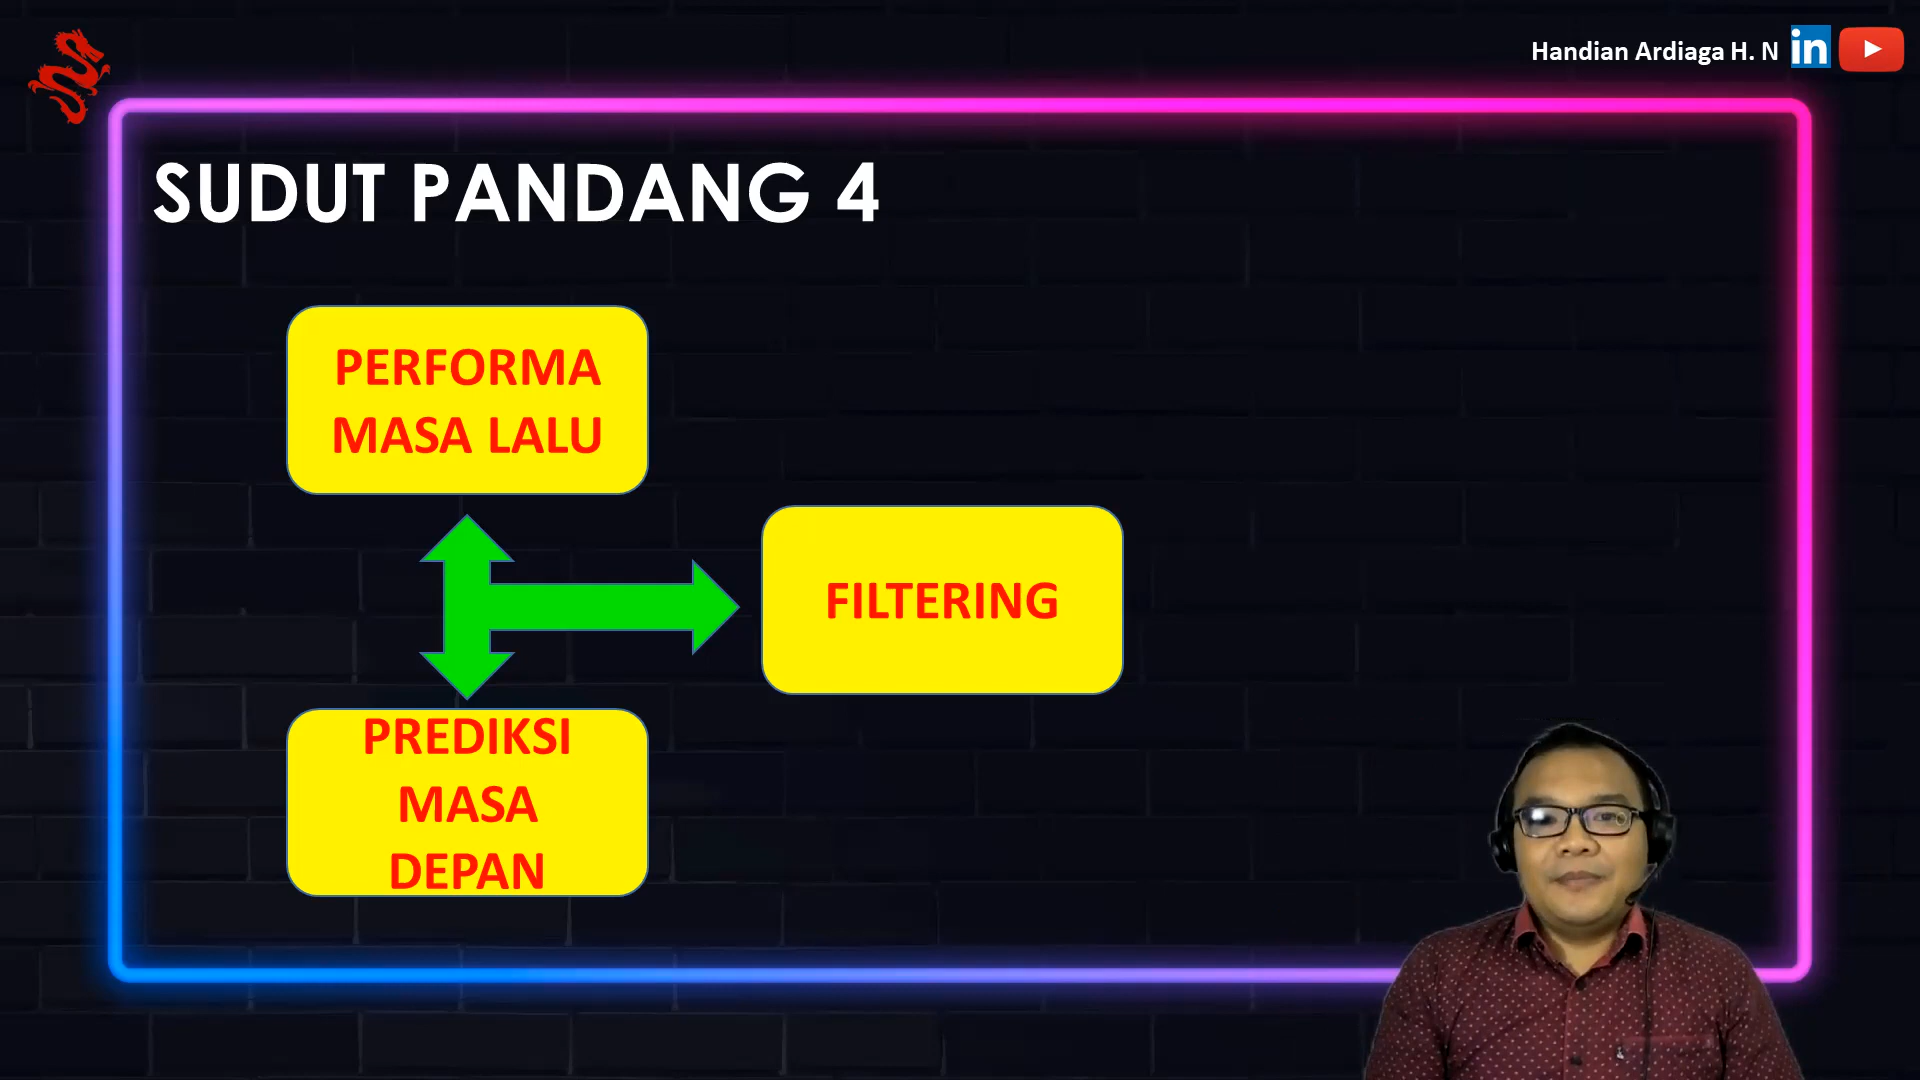 Handian Ardiaga H. N
in
SUDUT PANDANG 4
PERFORMA
MASA LALU
FILTERING
PREDIKSI
MASA
DEPAN